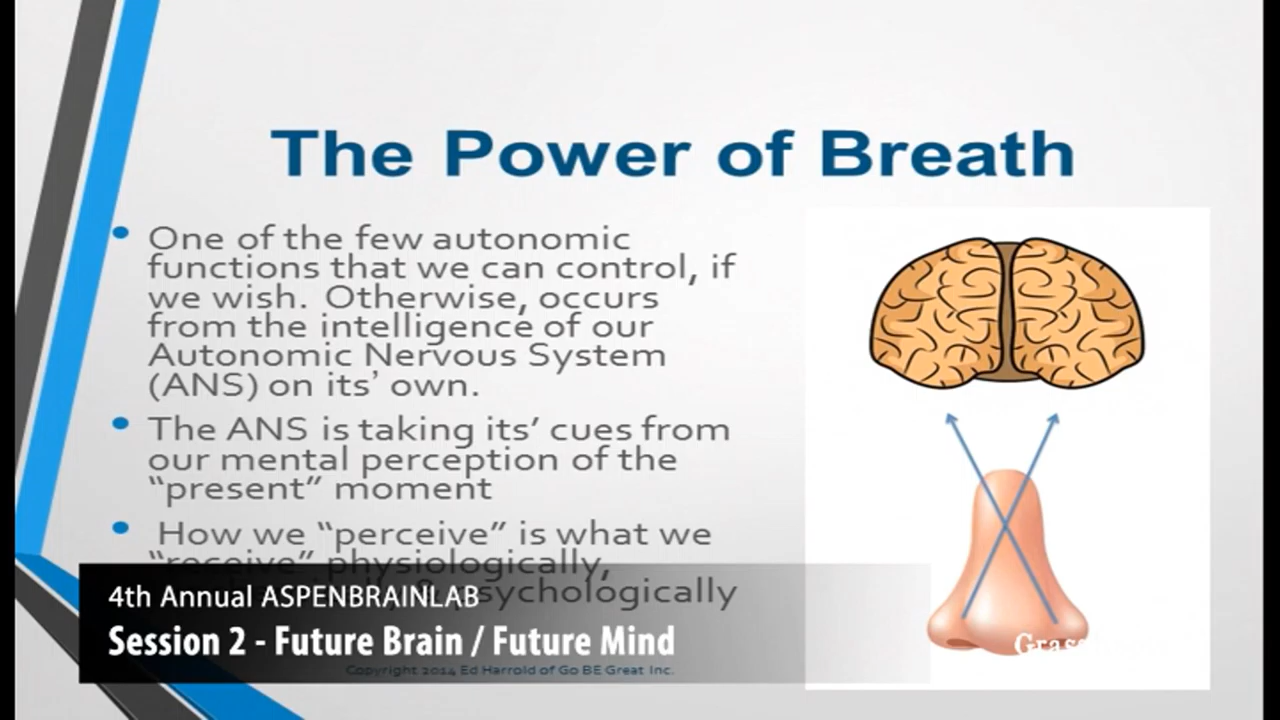 The Power of Breath
• One of the few autonomic
functions that we can control, if
we wish. Otherwise, occurs
from the intelligence of our
Autonomic Nervous System
(ANS) on its’ own.
• The ANS is taking its’ cues from
our mental perception of the
“present” moment
• How we “perceive” is what we
“receive” physiologically,
& psychologically
4th Annual ASPENBRAINLAB
Session 2 - Future Brain / Future Mind
Copyright 2014 Ed Harrold of Go BE Great Inc.